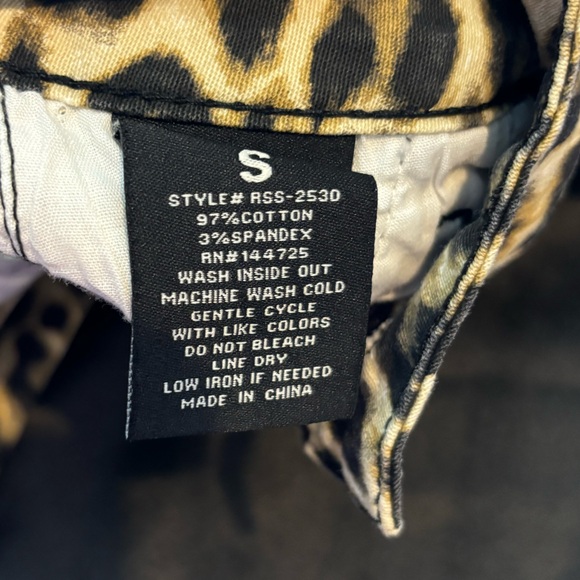 S
STYLE# RSS-2530
97%COTTON
3%SPANDEX
RN#144725
WASH INSIDE OUT
MACHINE WASH COLD
GENTLE CYCLE
WITH LIKE COLORS
DO NOT BLEACH
LINE DRY
LOW IRON IF NEEDED
MADE IN CHINA